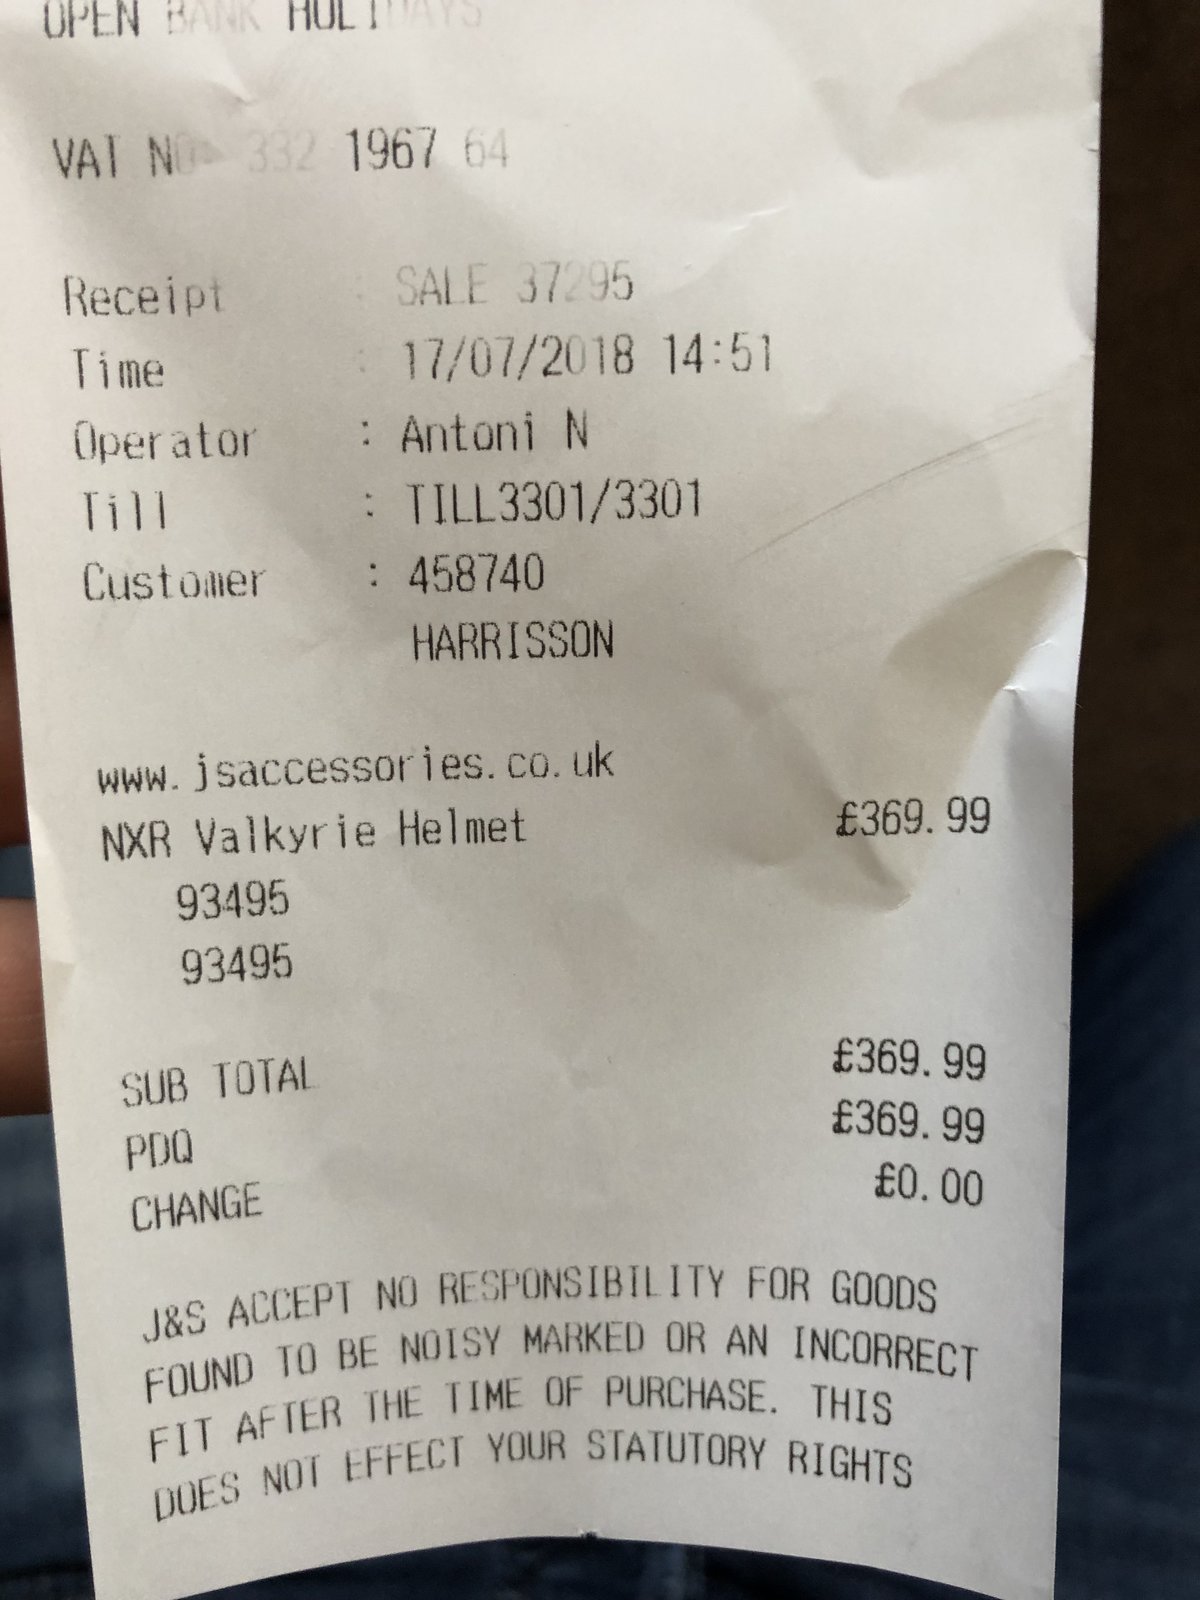 OPEN BANK HOLIDAYS
VAT NO 332 1967 64
Receipt : SALE 37295
Time : 17/07/2018 14:51
Operator : Antoni N
Till : TILL3301/3301
Customer : 458740
HARRISSON
www.jsaccessories.co.uk
NXR Valkyrie Helmet £369.99
93495
93495
SUB TOTAL £369.99
PDQ £369.99
CHANGE £0.00
J&S ACCEPT NO RESPONSIBILITY FOR GOODS
FOUND TO BE NOISY MARKED OR AN INCORRECT
FIT AFTER THE TIME OF PURCHASE. THIS
DOES NOT EFFECT YOUR STATUTORY RIGHTS